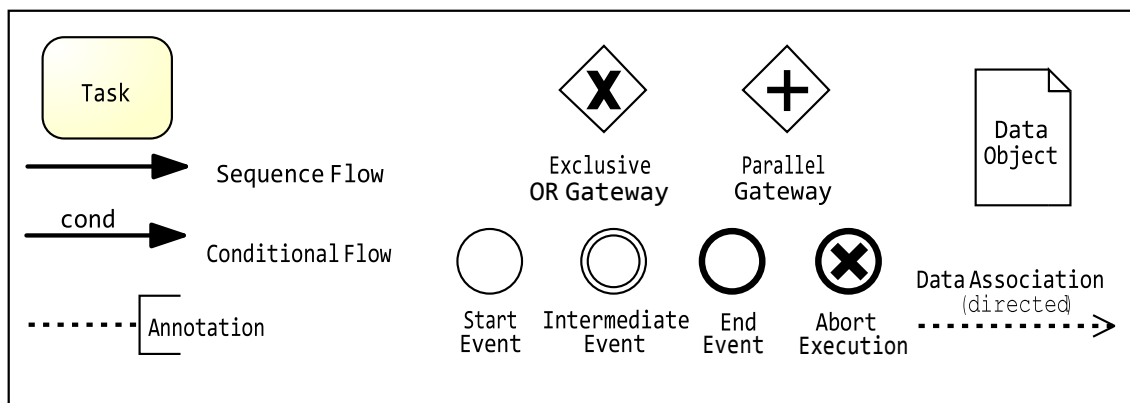 Task
Sequence Flow
cond
Conditional Flow
Annotation
X
Exclusive
OR Gateway
+
Parallel
Gateway
Data
Object
Start
Event
Intermediate
Event
End
Event
Abort
Execution
Data Association
(directed)